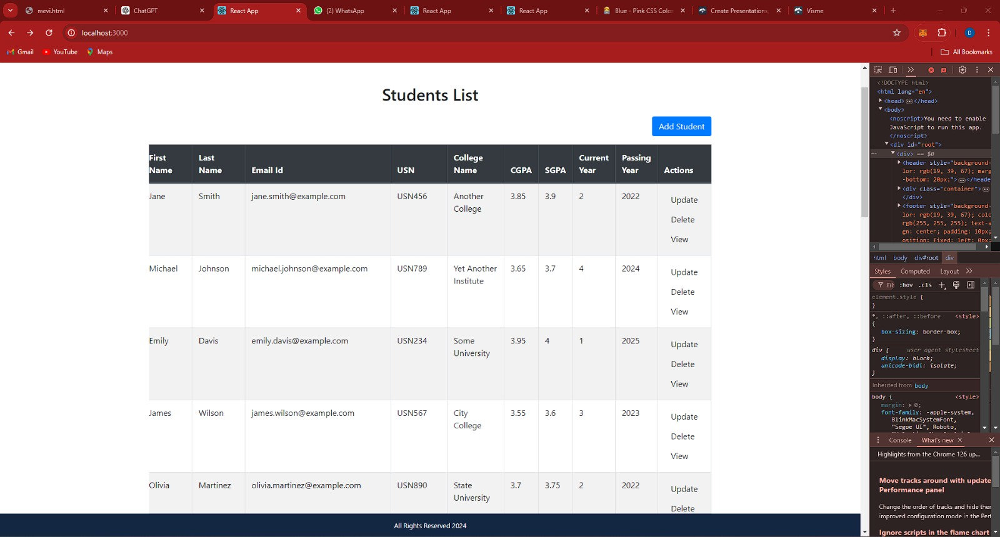 mevi.html
ChatGPT
React App
(2) WhatsApp
React App
React App
Blue - Pink CSS Color
Create Presentations,
Visme
localhost:3000
D
Gmail
YouTube
Maps
All Bookmarks
Students List
Add Student
First Name Last Name Email Id USN College Name CGPA SGPA Current Year Passing Year Actions
Jane Smith jane.smith@example.com USN456 Another College 3.85 3.9 2 2022 Update
Delete
View
Michael Johnson michael.johnson@example.com USN789 Yet Another Institute 3.65 3.7 4 2024 Update
Delete
View
Emily Davis emily.davis@example.com USN234 Some University 3.95 4 1 2025 Update
Delete
View
James Wilson james.wilson@example.com USN567 City College 3.55 3.6 3 2023 Update
Delete
View
Olivia Martinez olivia.martinez@example.com USN890 State University 3.7 3.75 2 2022 Update
Delete
All Rights Reserved 2024
<!DOCTYPE html>
<html lang="en">
<head> </head>
<body>
<noscript>You need to enable
JavaScript to run this app.
</noscript>
<div id="root">
<div> == $0
<header style="background-
lor: rgb(19, 39, 67); marg
-bottom: 20px;"> </heade
<div class="container">
</div>
<footer style="background-
lor: rgb(19, 39, 67); colo
rgb(255, 255, 255); text-a
gn: center; padding: 10px;
osition: fixed; left: 0px;
html body div#root div
Styles Computed Layout
Fil :hov .cls
element.style {
}
*, ::after, ::before <style>
{
box-sizing: border-box;
}
div { user agent stylesheet
display: block;
unicode-bidi: isolate;
}
Inherited from body
body { <style>
margin: 0;
font-family: -apple-system,
BlinkMacSystemFont,
"Segoe UI", Roboto,
Console What's new
Highlights from the Chrome 126 up...
Move tracks around with update
Performance panel
Change the order of tracks and hide ther
improved configuration mode in the Perf
Ignore scripts in the flame chart